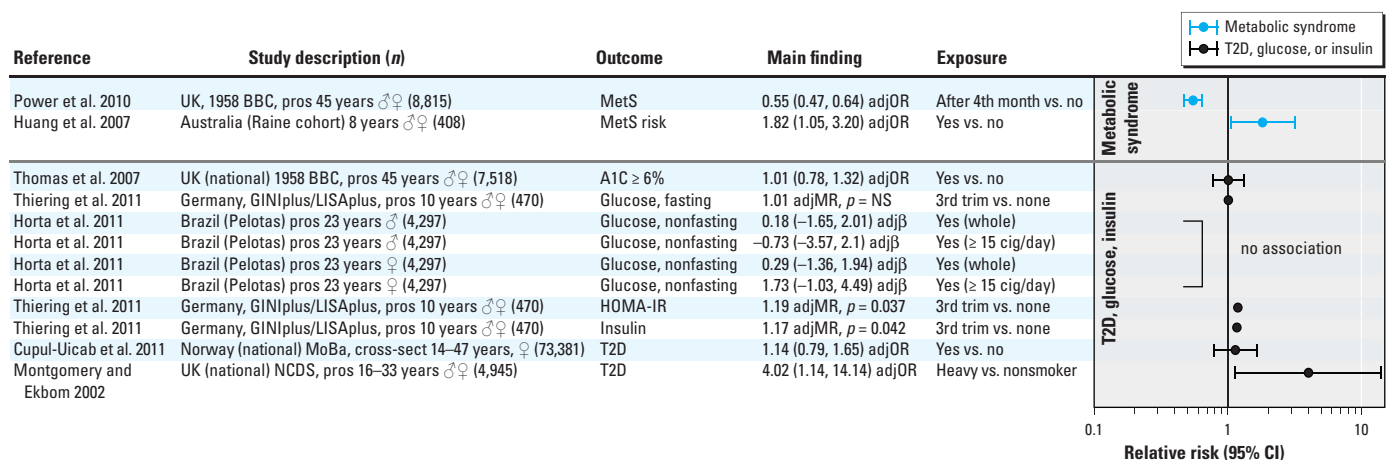 Metabolic syndrome
T2D, glucose, or insulin
Reference Study description (n) Outcome Main finding Exposure
Power et al. 2010 UK, 1958 BBC, pros 45 years ♂♀ (8,815) MetS 0.55 (0.47, 0.64) adjOR After 4th month vs. no
Huang et al. 2007 Australia (Raine cohort) 8 years ♂♀ (408) MetS risk 1.82 (1.05, 3.20) adjOR Yes vs. no
Metabolic
syndrome
Thomas et al. 2007 UK (national) 1958 BBC, pros 45 years ♂♀ (7,518) A1C ≥ 6% 1.01 (0.78, 1.32) adjOR Yes vs. no
Thiering et al. 2011 Germany, GINIplus/LISAplus, pros 10 years ♂♀ (470) Glucose, fasting 1.01 adjMR, p = NS 3rd trim vs. none
Horta et al. 2011 Brazil (Pelotas) pros 23 years ♂ (4,297) Glucose, nonfasting 0.18 (–1.65, 2.01) adjβ Yes (whole)
Horta et al. 2011 Brazil (Pelotas) pros 23 years ♂ (4,297) Glucose, nonfasting –0.73 (–3.57, 2.1) adjβ Yes (≥ 15 cig/day)
Horta et al. 2011 Brazil (Pelotas) pros 23 years ♀ (4,297) Glucose, nonfasting 0.29 (–1.36, 1.94) adjβ Yes (whole)
Horta et al. 2011 Brazil (Pelotas) pros 23 years ♀ (4,297) Glucose, nonfasting 1.73 (–1.03, 4.49) adjβ Yes (≥ 15 cig/day)
Thiering et al. 2011 Germany, GINIplus/LISAplus, pros 10 years ♂♀ (470) HOMA-IR 1.19 adjMR, p = 0.037 3rd trim vs. none
Thiering et al. 2011 Germany, GINIplus/LISAplus, pros 10 years ♂♀ (470) Insulin 1.17 adjMR, p = 0.042 3rd trim vs. none
Cupul-Uicab et al. 2011 Norway (national) MoBa, cross-sect 14–47 years, ♀ (73,381) T2D 1.14 (0.79, 1.65) adjOR Yes vs. no
Montgomery and UK (national) NCDS, pros 16–33 years ♂♀ (4,945) T2D 4.02 (1.14, 14.14) adjOR Heavy vs. nonsmoker
Ekbom 2002
T2D, glucose, insulin
no association
0.1 1 10
Relative risk (95% CI)